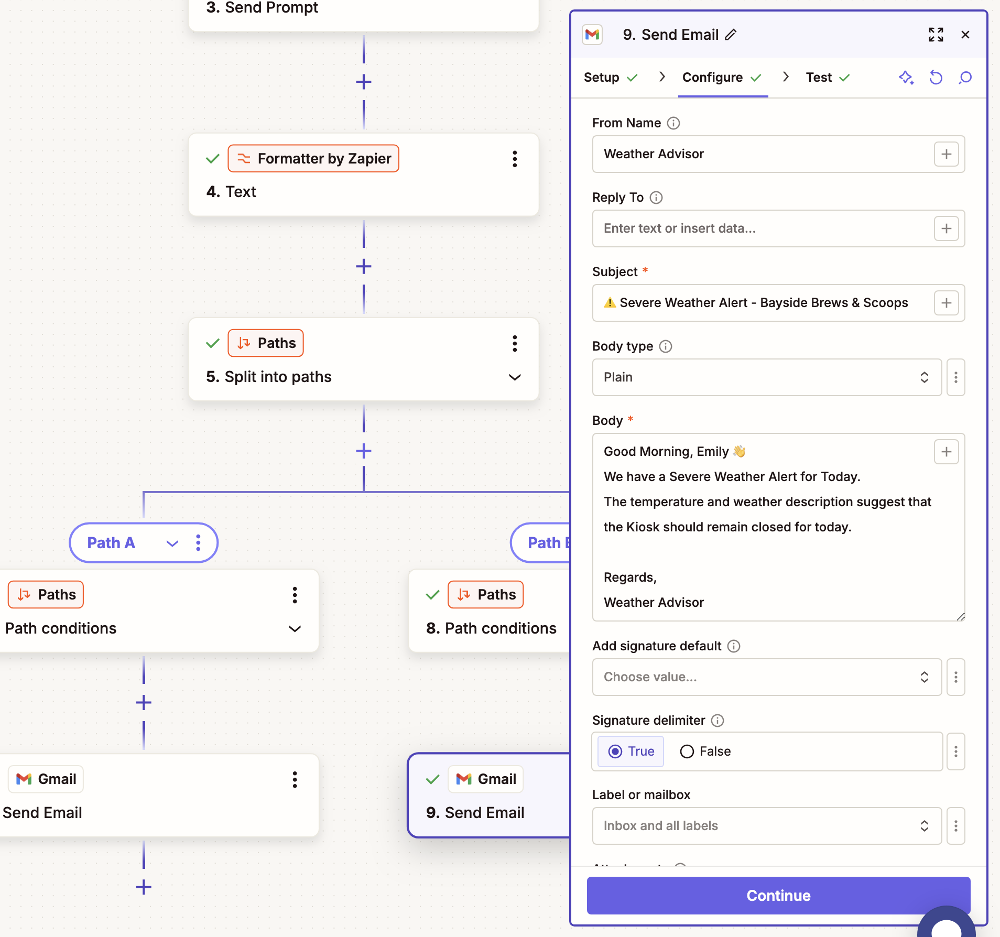 3. Send Prompt
Formatter by Zapier
4. Text
Paths
5. Split into paths
Path A
Path
Paths
Path conditions
Paths
8. Path conditions
Gmail
Send Email
Gmail
9. Send Email
9. Send Email
Setup
Configure
Test
From Name
Weather Advisor
Reply To
Enter text or insert data...
Subject *
⚠️ Severe Weather Alert - Bayside Brews & Scoops
Body type
Plain
Body *
Good Morning, Emily 👋
We have a Severe Weather Alert for Today.
The temperature and weather description suggest that
the Kiosk should remain closed for today.
Regards,
Weather Advisor
Add signature default
Choose value...
Signature delimiter
True
False
Label or mailbox
Inbox and all labels
Continue